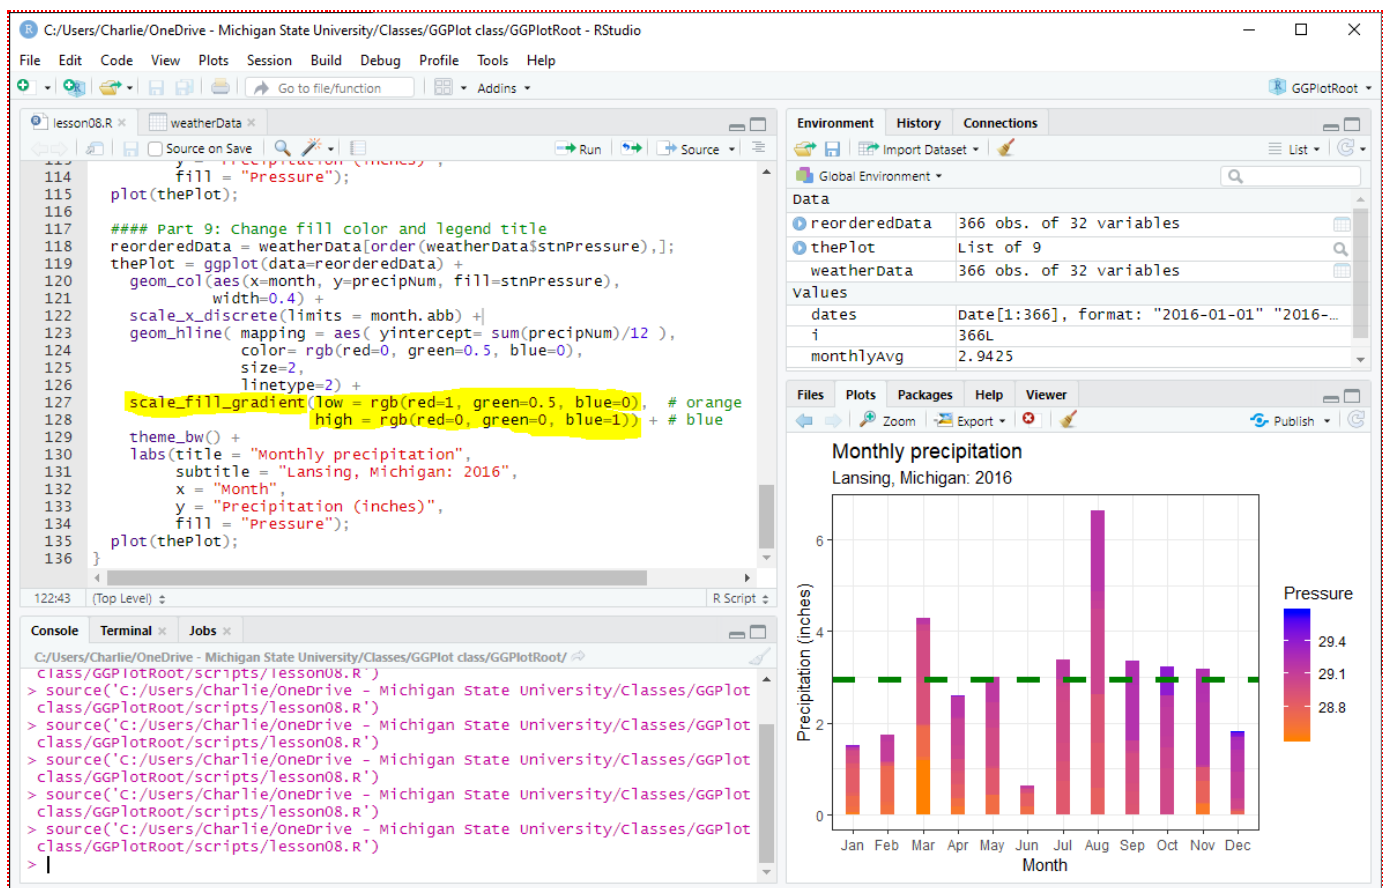 C:/Users/Charlie/OneDrive - Michigan State University/Classes/GGPlot class/GGPlotRoot - RStudio
File Edit Code View Plots Session Build Debug Profile Tools Help
Go to file/function Addins GGPlotRoot
lesson08.R weatherData
Source on Save Run Source
113 y = "Precipitation (inches)",
114 fill = "Pressure");
115 plot(thePlot);
116
117 #### Part 9: Change fill color and legend title
118 reorderedData = weatherData[order(weatherData$stnPressure),];
119 thePlot = ggplot(data=reorderedData) +
120 geom_col(aes(x=month, y=precipNum, fill=stnPressure),
121 width=0.4) +
122 scale_x_discrete(limits = month.abb) +
123 geom_hline( mapping = aes( yintercept= sum(precipNum)/12 ),
124 color= rgb(red=0, green=0.5, blue=0),
125 size=2,
126 linetype=2) +
127 scale_fill_gradient(low = rgb(red=1, green=0.5, blue=0), # orange
128 high = rgb(red=0, green=0, blue=1)) + # blue
129 theme_bw() +
130 labs(title = "Monthly precipitation",
131 subtitle = "Lansing, Michigan: 2016",
132 x = "Month",
133 y = "Precipitation (inches)",
134 fill = "Pressure");
135 plot(thePlot);
136 }
122:43 (Top Level) R Script
Console Terminal Jobs
C:/Users/Charlie/OneDrive - Michigan State University/Classes/GGPlot class/GGPlotRoot/
class/GGPlotRoot/scripts/lesson08.R')
> source('C:/Users/Charlie/OneDrive - Michigan State University/Classes/GGPlot
class/GGPlotRoot/scripts/lesson08.R')
> source('C:/Users/Charlie/OneDrive - Michigan State University/Classes/GGPlot
class/GGPlotRoot/scripts/lesson08.R')
> source('C:/Users/Charlie/OneDrive - Michigan State University/Classes/GGPlot
class/GGPlotRoot/scripts/lesson08.R')
> source('C:/Users/Charlie/OneDrive - Michigan State University/Classes/GGPlot
class/GGPlotRoot/scripts/lesson08.R')
> source('C:/Users/Charlie/OneDrive - Michigan State University/Classes/GGPlot
class/GGPlotRoot/scripts/lesson08.R')
>
Environment History Connections
Import Dataset List
Global Environment
Data
reorderedData 366 obs. of 32 variables
thePlot List of 9
weatherData 366 obs. of 32 variables
Values
dates Date[1:366], format: "2016-01-01" "2016-…
i 366L
monthlyAvg 2.9425
Files Plots Packages Help Viewer
Zoom Export Publish
Monthly precipitation
Lansing, Michigan: 2016
Precipitation (inches)
6
4
2
0
Jan Feb Mar Apr May Jun Jul Aug Sep Oct Nov Dec
Month
Pressure
29.4
29.1
28.8